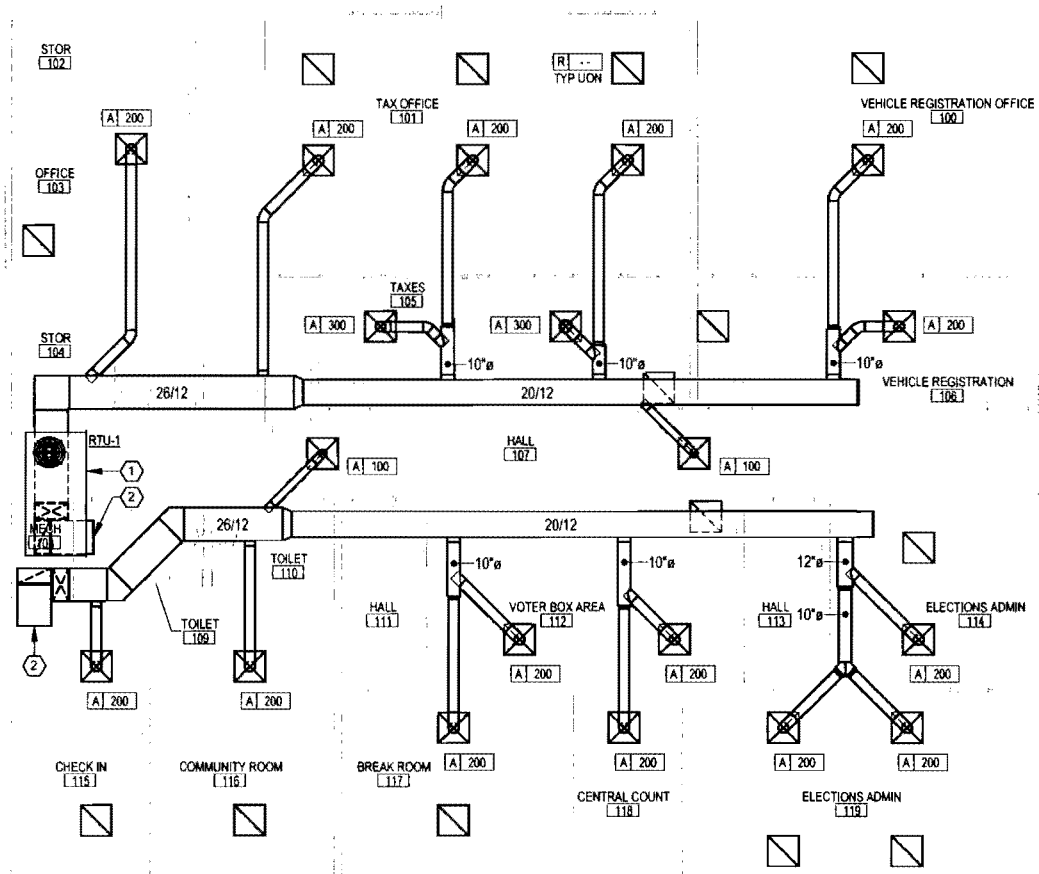 STOR
102
R --
TYP UON
A 200
TAX OFFICE
101
VEHICLE REGISTRATION OFFICE
100
A 200
A 200
A 200
A 200
OFFICE
103
TAXES
105
A 300
A 300
A 200
STOR
104
10"ø
10"ø
10"ø
26/12
20/12
VEHICLE REGISTRATION
106
RTU-1
HALL
107
1
A 100
A 100
2
26/12
20/12
MECH
TOILET
110
10"ø
10"ø
12"ø
HALL
111
VOTER BOX AREA
112
HALL
113
10"ø
ELECTIONS ADMIN
114
TOILET
109
2
A 200
A 200
A 200
A 200
A 200
CHECK IN
115
COMMUNITY ROOM
116
BREAK ROOM
117
A 200
A 200
A 200
A 200
CENTRAL COUNT
118
ELECTIONS ADMIN
119